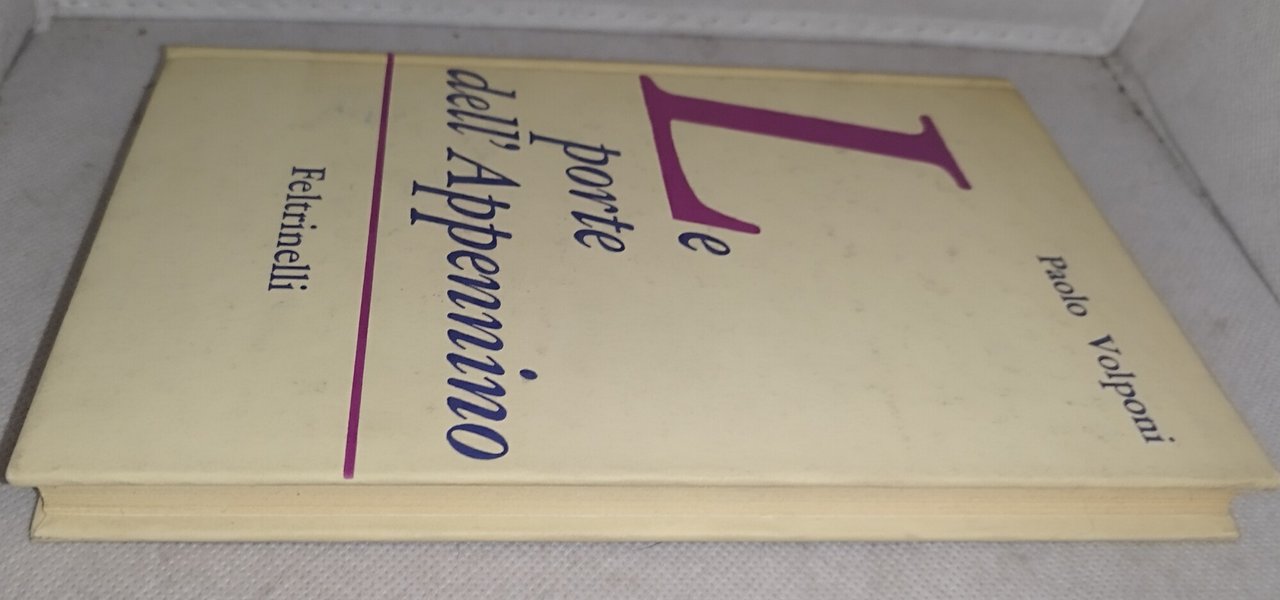 Paolo Volponi
Le
porte
dell'Appennino
Feltrinelli